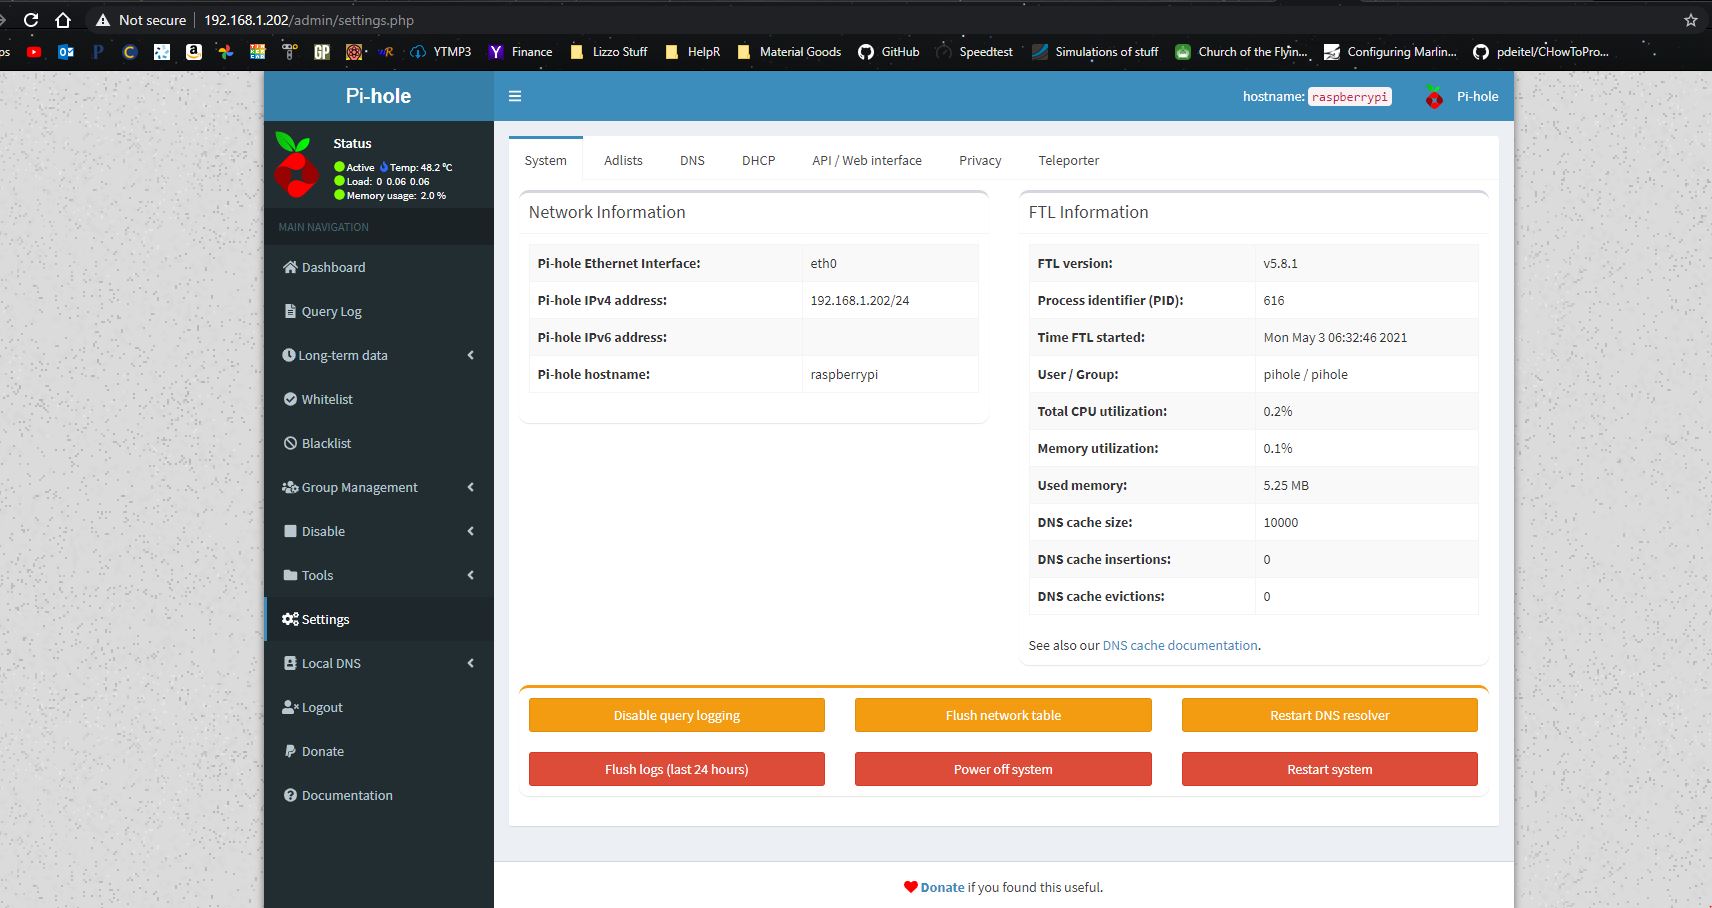 Not secure 192.168.1.202/admin/settings.php
ps YTMP3 Finance Lizzo Stuff HelpR Material Goods GitHub Speedtest Simulations of stuff Church of the Flyin... Configuring Marlin... pdeitel/CHowToPro...
Pi-hole hostname: raspberrypi Pi-hole
Status
Active Temp: 48.2 °C
Load: 0 0.06 0.06
Memory usage: 2.0 %
MAIN NAVIGATION
Dashboard
Query Log
Long-term data
Whitelist
Blacklist
Group Management
Disable
Tools
Settings
Local DNS
Logout
Donate
Documentation
System Adlists DNS DHCP API / Web interface Privacy Teleporter
Network Information
Pi-hole Ethernet Interface: eth0
Pi-hole IPv4 address: 192.168.1.202/24
Pi-hole IPv6 address:
Pi-hole hostname: raspberrypi
FTL Information
FTL version: v5.8.1
Process identifier (PID): 616
Time FTL started: Mon May 3 06:32:46 2021
User / Group: pihole / pihole
Total CPU utilization: 0.2%
Memory utilization: 0.1%
Used memory: 5.25 MB
DNS cache size: 10000
DNS cache insertions: 0
DNS cache evictions: 0
See also our DNS cache documentation.
Disable query logging Flush network table Restart DNS resolver
Flush logs (last 24 hours) Power off system Restart system
Donate if you found this useful.